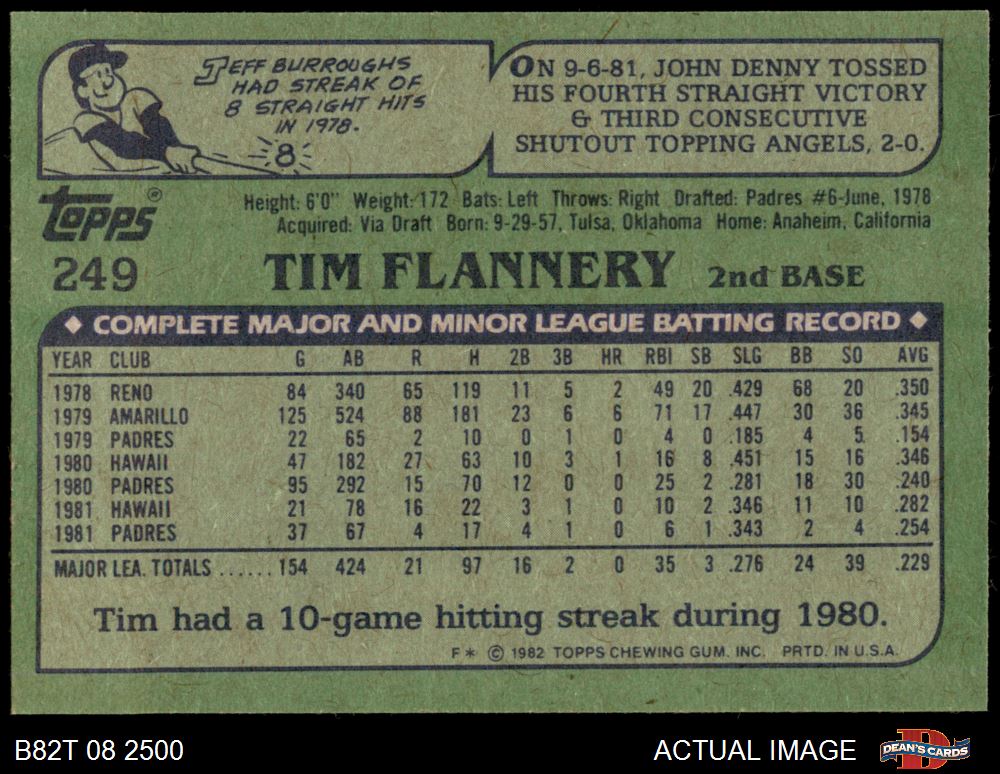 JEFF BURROUGHS
HAD STREAK OF
8 STRAIGHT HITS
IN 1978.
8
ON 9-6-81, JOHN DENNY TOSSED
HIS FOURTH STRAIGHT VICTORY
& THIRD CONSECUTIVE
SHUTOUT TOPPING ANGELS, 2-0.
TOPPS®
Height: 6'0" Weight: 172 Bats: Left Throws: Right Drafted: Padres #6-June, 1978
Acquired: Via Draft Born: 9-29-57, Tulsa, Oklahoma Home: Anaheim, California
249 TIM FLANNERY 2nd BASE
◆ COMPLETE MAJOR AND MINOR LEAGUE BATTING RECORD ◆
YEAR CLUB G AB R H 2B 3B HR RBI SB SLG BB SO AVG
1978 RENO 84 340 65 119 11 5 2 49 20 .429 68 20 .350
1979 AMARILLO 125 524 88 181 23 6 6 71 17 .447 30 36 .345
1979 PADRES 22 65 2 10 0 1 0 4 0 .185 4 5 .154
1980 HAWAII 47 182 27 63 10 3 1 16 8 .451 15 16 .346
1980 PADRES 95 292 15 70 12 0 0 25 2 .281 18 30 .240
1981 HAWAII 21 78 16 22 3 1 0 10 2 .346 11 10 .282
1981 PADRES 37 67 4 17 4 1 0 6 1 .343 2 4 .254
MAJOR LEA. TOTALS ...... 154 424 21 97 16 2 0 35 3 .276 24 39 .229
Tim had a 10-game hitting streak during 1980.
F * © 1982 TOPPS CHEWING GUM, INC. PRTD. IN U.S.A.
B82T 08 2500 ACTUAL IMAGE DEAN'S CARDS